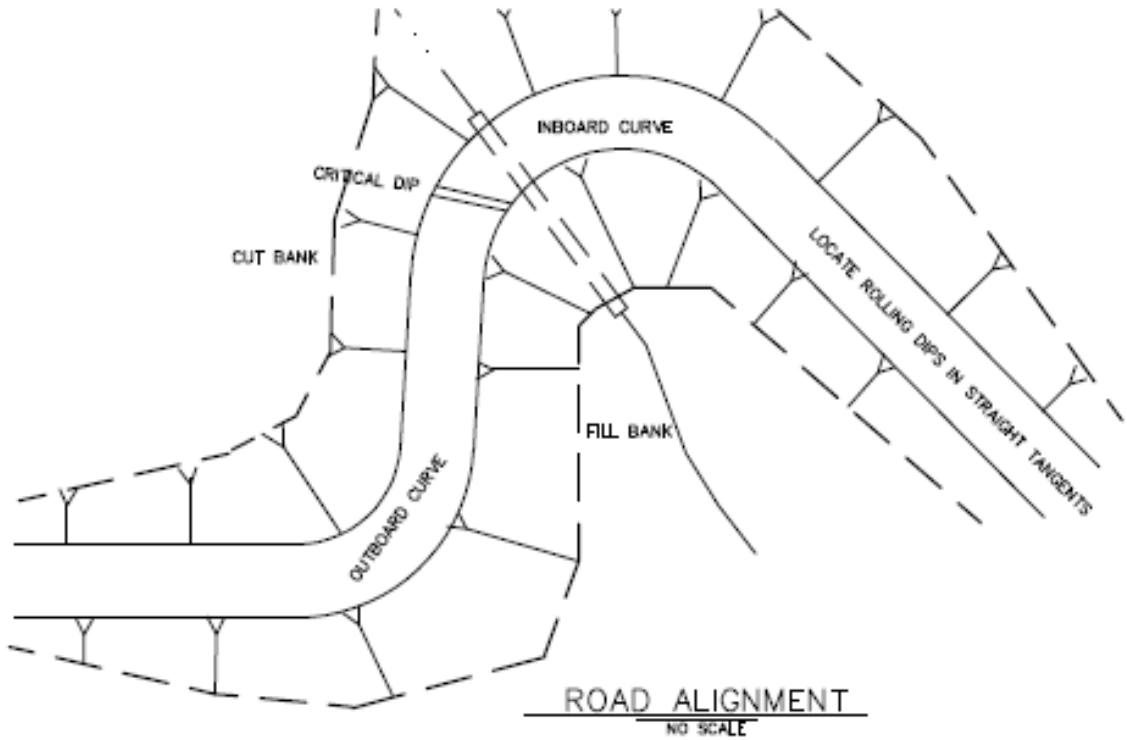 INBOARD CURVE
CRITICAL DIP
CUT BANK
LOCATE ROLLING DIPS IN STRAIGHT TANGENTS
FILL BANK
OUTBOARD CURVE
ROAD ALIGNMENT
NO SCALE